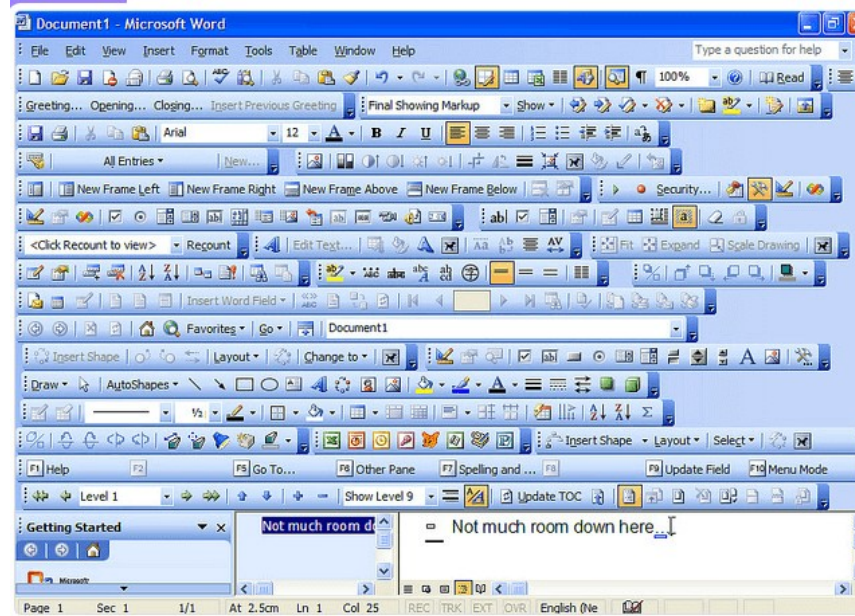 Document1 - Microsoft Word
File Edit View Insert Format Tools Table Window Help Type a question for help
100% Read
Greeting... Opening... Closing... Insert Previous Greeting Final Showing Markup Show
Arial 12 A B I U
All Entries New...
New Frame Left New Frame Right New Frame Above New Frame Below Security...
ab
<Click Recount to view> Recount Edit Text... Fit Expand Scale Drawing
Insert Word Field
Favorites Go Document1
Insert Shape Layout Change to
Draw AutoShapes
½
Insert Shape Layout Select
F1 Help F2 F5 Go To... F6 Other Pane F7 Spelling and ... F8 F9 Update Field F10 Menu Mode
Level 1 Show Level 9 Update TOC
Getting Started Not much room do Not much room down here...
Microsoft
Page 1 Sec 1 1/1 At 2.5cm Ln 1 Col 25 REC TRK EXT OVR English (Ne